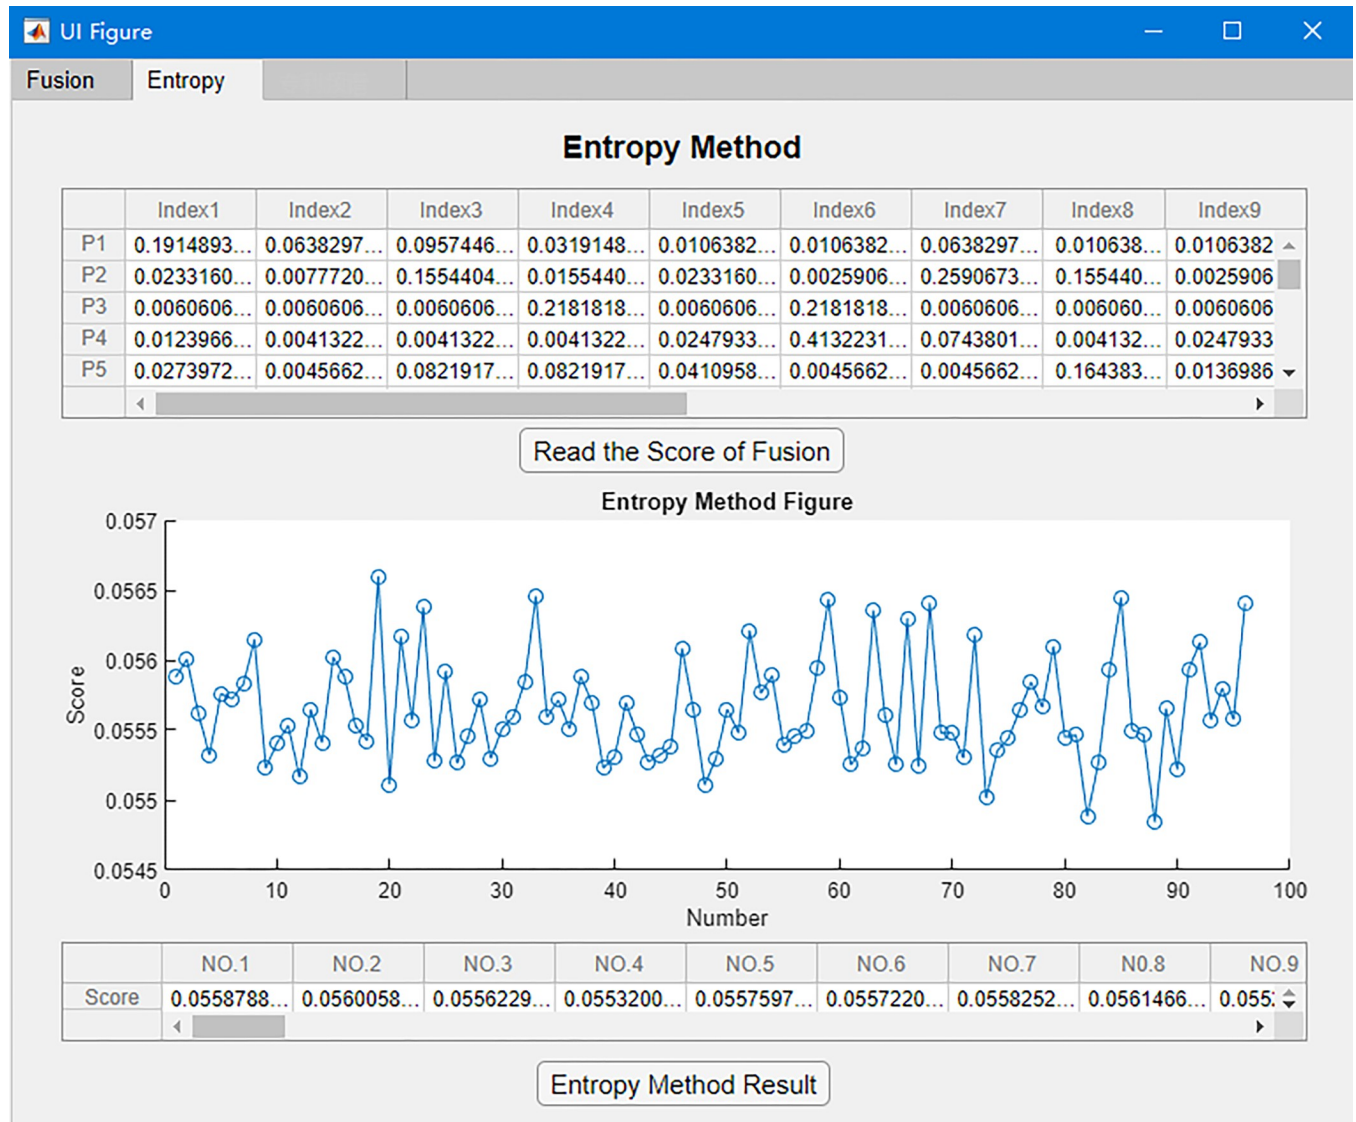 UI Figure
Fusion Entropy
Entropy Method
Index1 Index2 Index3 Index4 Index5 Index6 Index7 Index8 Index9
P1 0.1914893... 0.0638297... 0.0957446... 0.0319148... 0.0106382... 0.0106382... 0.0638297... 0.010638... 0.0106382
P2 0.0233160... 0.0077720... 0.1554404... 0.0155440... 0.0233160... 0.0025906... 0.2590673... 0.155440... 0.0025906
P3 0.0060606... 0.0060606... 0.0060606... 0.2181818... 0.0060606... 0.2181818... 0.0060606... 0.006060... 0.0060606
P4 0.0123966... 0.0041322... 0.0041322... 0.0041322... 0.0247933... 0.4132231... 0.0743801... 0.004132... 0.0247933
P5 0.0273972... 0.0045662... 0.0821917... 0.0821917... 0.0410958... 0.0045662... 0.0045662... 0.164383... 0.0136986
Read the Score of Fusion
Entropy Method Figure
0.057
0.0565
0.056
0.0555
0.055
0.0545
Score
0 10 20 30 40 50 60 70 80 90 100
Number
NO.1 NO.2 NO.3 NO.4 NO.5 NO.6 NO.7 N0.8 NO.9
Score 0.0558788... 0.0560058... 0.0556229... 0.0553200... 0.0557597... 0.0557220... 0.0558252... 0.0561466... 0.055
Entropy Method Result